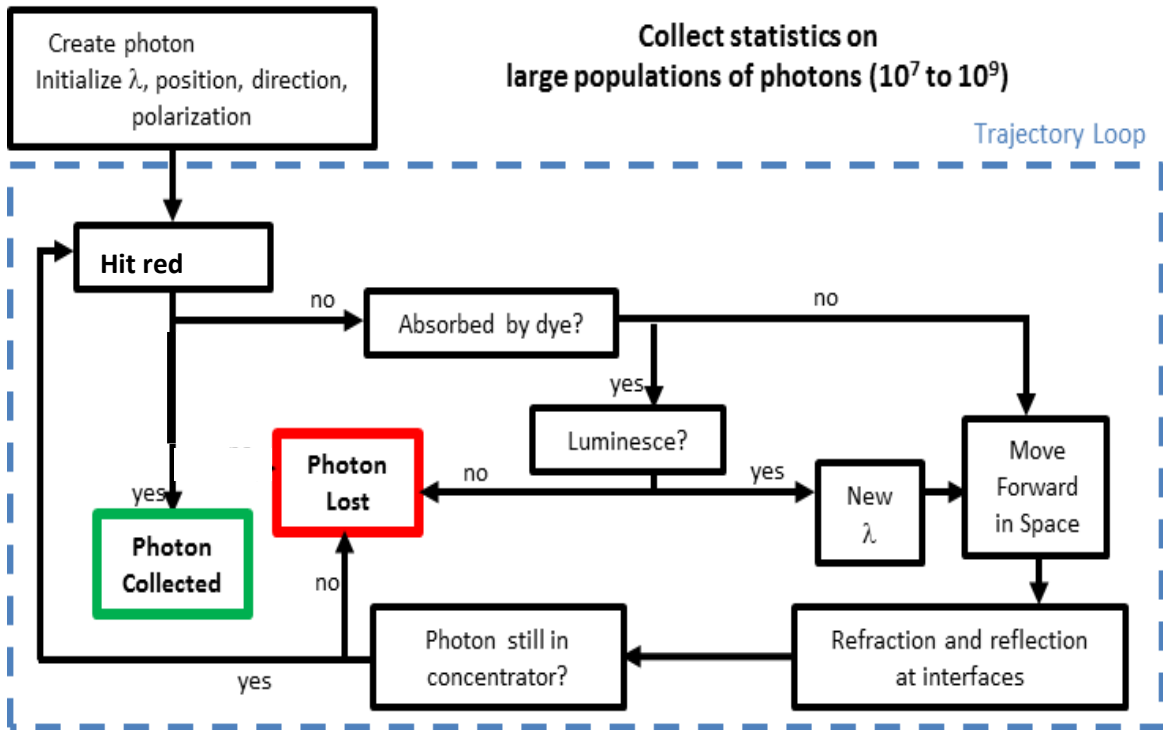 Create photon
Initialize λ, position, direction,
polarization
Collect statistics on
large populations of photons (10⁷ to 10⁹)
Trajectory Loop
Hit red
no
Absorbed by dye?
no
yes
Luminesce?
no
yes
New
λ
Move
Forward
in Space
Photon
Lost
yes
Photon
Collected
no
Photon still in
concentrator?
Refraction and reflection
at interfaces
yes